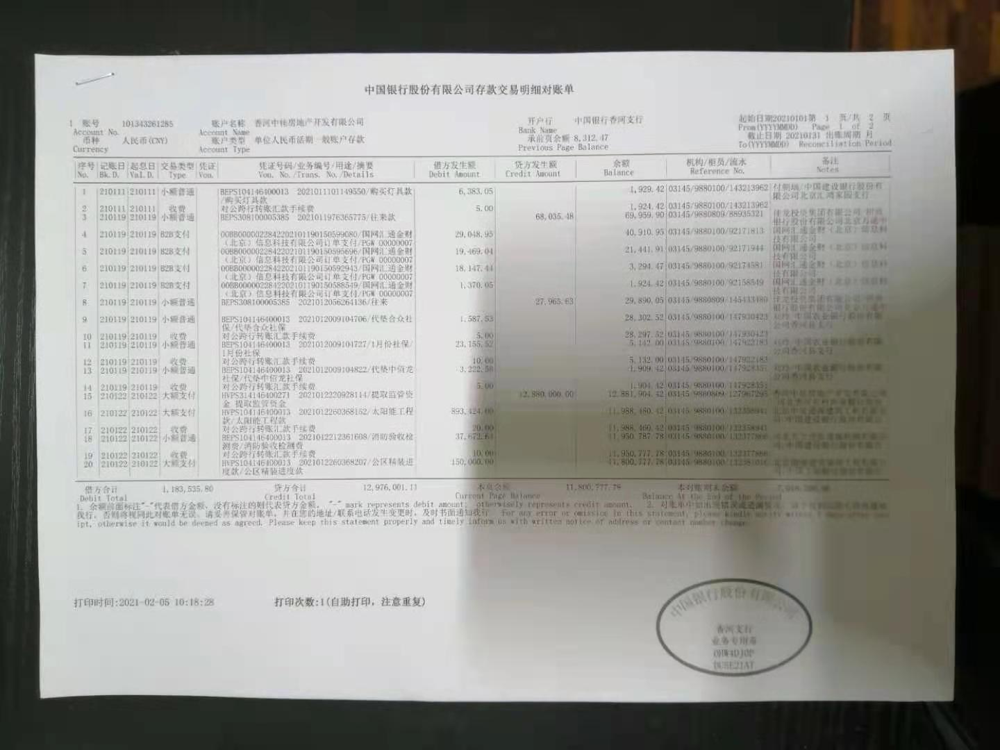 中国银行股份有限公司存款交易明细对账单
1 账号 101343261285 账户名称 香河中 房地产开发有限公司 开户行 中国银行香河支行 起始日期20210101第 1 页/共 2 页
Account No. Account Name Bank Name From(YYYYMMDD) Page 1 of 2
币种 人民币(CNY) 账户类型 单位人民币活期一般账户存款 承前页余额 8,312.47 截止日期 20210131 出账周期 月
Currency Account Type Previous Page Balance To(YYYYMMDD) Reconciliation Period
序号 记账日 起息日 交易类型 凭证 凭证号码/业务编号/用途/摘要 借方发生额 贷方发生额 余额 机构/柜员/流水 备注
No. Bk.D. Val.D. Type Vou. Vou. No./Trans. No./Details Debit Amount Credit Amount Balance Reference No. Notes
1 210111 210111 小额普通 BEPS104146400013 2021011101149550/购买灯具款 6,383.05 1,929.42 03145/9880100/143213962 中国建设银行股份有
/购买灯具款 限公司北京汇鸿家园支行
2 210111 210111 收费 对公跨行转账汇款手续费 5.00 1,924.42 03145/9880100/143213962
3 210119 210119 小额普通 BEPS308100005385 2021011976365775/往来款 68,035.48 69,959.90 03145/9880809/88935321 佳龙投资集团有限公司
4 210119 210119 B2B支付 00BB0000022842202101190150599080/国网汇通金财 29,048.95 40,910.95 03145/9880100/92171813 国网汇通金财(北京)信息科
(北京)信息科技有限公司订单支付/PGW 00000007 技有限公司
5 210119 210119 B2B支付 00BB0000022842202101190150595696/国网汇通金财 19,469.04 21,441.91 03145/9880100/92171944 国网汇通金财(北京)信息科
(北京)信息科技有限公司订单支付/PGW 00000007 技有限公司
6 210119 210119 B2B支付 00BB0000022842202101190150592943/国网汇通金财 18,147.44 3,294.47 03145/9880100/92174581 国网汇通金财(北京)信息科
(北京)信息科技有限公司订单支付/PGW 00000007 技有限公司
7 210119 210119 B2B支付 00BB0000022842202101190150588549/国网汇通金财 1,370.05 1,924.42 03145/9880100/92158549 国网汇通金财(北京)信息科
(北京)信息科技有限公司订单支付/PGW 00000007 技有限公司
8 210119 210119 小额普通 BEPS308100005385 2021012056264136/往来 27,965.63 29,890.05 03145/9880809/145433480
9 210119 210119 小额普通 BEPS104146400013 2021012009104706/代垫合众社 1,587.53 28,302.52 03145/9880100/147930423
保/代垫合众社保
10 210119 210119 收费 对公跨行转账汇款手续费 5.00 28,297.52 03145/9880100/147930423
11 210119 210119 小额普通 BEPS104146400013 2021012009104727/1月份社保/ 23,155.52 5,142.00 03145/9880100/147922183
1月份社保
12 210119 210119 收费 对公跨行转账汇款手续费 10.00 5,132.00 03145/9880100/147922183
13 210119 210119 小额普通 BEPS104146400013 2021012009104822/代垫中佰龙 3,222.58 1,909.42 03145/9880100/147928351
社保/代垫中佰龙社保
14 210119 210119 收费 对公跨行转账汇款手续费 5.00 1,904.42 03145/9880100/147928351
15 210122 210122 大额支付 HVPS314146400271 2021012220928114/提取监管资 12,880,000.00 12,881,904.42 03145/9880809/127967295
金 提取监管资金
16 210122 210122 大额支付 HVPS104146400013 2021012260368152/太阳能工程 893,424.00 11,988,480.42 03145/9880100/132358941
款/太阳能工程款
17 210122 210122 收费 对公跨行转账汇款手续费 20.00 11,988,460.42 03145/9880100/132358941
18 210122 210122 小额普通 BEPS104146400013 2021012212361608/消防验收检 37,672.64 11,950,787.78 03145/9880100/132377866
测费/消防验收检测费
19 210122 210122 收费 对公跨行转账汇款手续费 10.00 11,950,777.78 03145/9880100/132377866
20 210122 210122 大额支付 HVPS104146400013 2021012260368207/公区精装进 150,000.00 11,800,777.78 03145/9880100/132381016
度款/公区精装进度款
借方合计 1,183,535.80 贷方合计 12,976,001.11 本页余额 11,800,777.78 本对账期末余额
Debit Total Credit Total Current Page Balance Balance At the End of the Period
1. 余额前面标注"-"代表借方金额,没有标注的则代表贷方金额。"-" mark represents debit amount; otherwisely represents credit amount. 2. 对账单中如出现错误或遗漏情况,
我行,否则将视同此对账单无误。请妥善保管对账单,并在您的地址/联系电话发生变更时,及时书面通知我行。 For any error or omission in this statement, please kindly notify within
ipt, otherwise it would be deemed as agreed. Please keep this statement properly and timely inform us with written notice of address or contact number change.
打印时间:2021-02-05 10:18:28 打印次数:1(自助打印,注意重复)
中国银行股份有限公司
香河支行
业务专用章